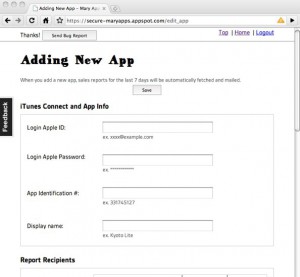 Adding New App - Mary App...
https://secure-maryapps.appspot.com/edit_app
Thanks! Send Bug Report Top | Home | Logout
Adding New App
When you add a new app, sales reports for the last 7 days will be automatically fetched and mailed.
Save
Feedback
iTunes Connect and App Info
Login Apple ID:
ex. xxxx@example.com
Login Apple Password:
ex. ************
App Identification #:
ex. 331745127
Display name:
ex. Kyoto Lite
Report Recipients